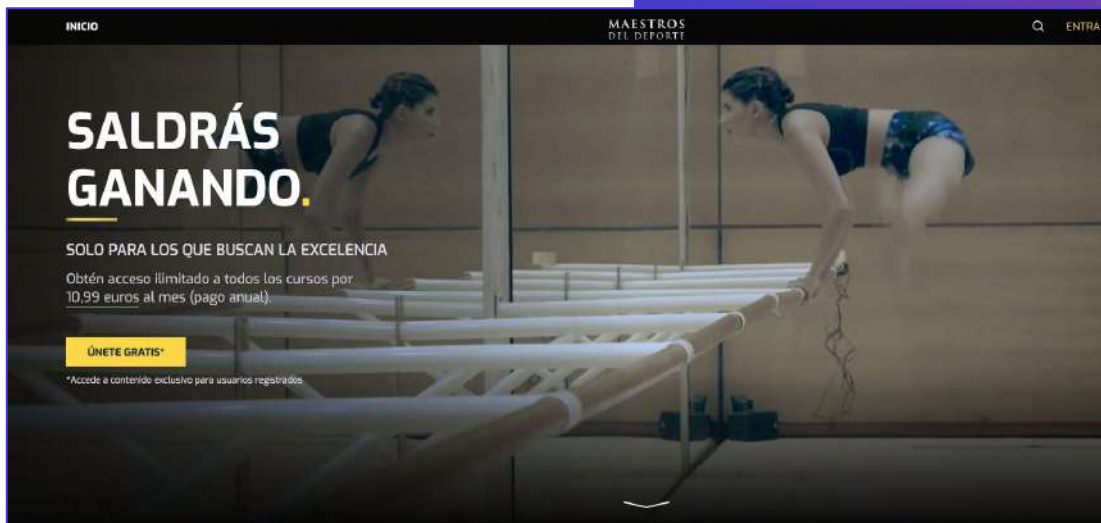 INICIO
MAESTROS
DEL DEPORTE
ENTRA
SALDRÁS
GANANDO.
SOLO PARA LOS QUE BUSCAN LA EXCELENCIA
Obtén acceso ilimitado a todos los cursos por
10,99 euros al mes (pago anual).
ÚNETE GRATIS*
*Accede a contenido exclusivo para usuarios registrados